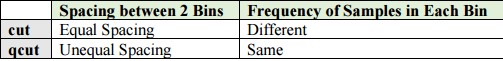 Spacing between 2 Bins Frequency of Samples in Each Bin
cut Equal Spacing Different
qcut Unequal Spacing Same